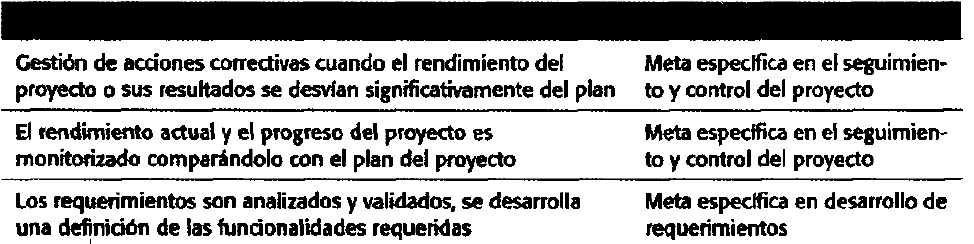 Gestión de acciones correctivas cuando el rendimiento del
proyecto o sus resultados se desvían significativamente del plan
Meta específica en el seguimien-
to y control del proyecto
El rendimiento actual y el progreso del proyecto es
monitorizado comparándolo con el plan del proyecto
Meta específica en el seguimien-
to y control del proyecto
Los requerimientos son analizados y validados, se desarrolla
una definición de las funcionalidades requeridas
Meta específica en desarrollo de
requerimientos